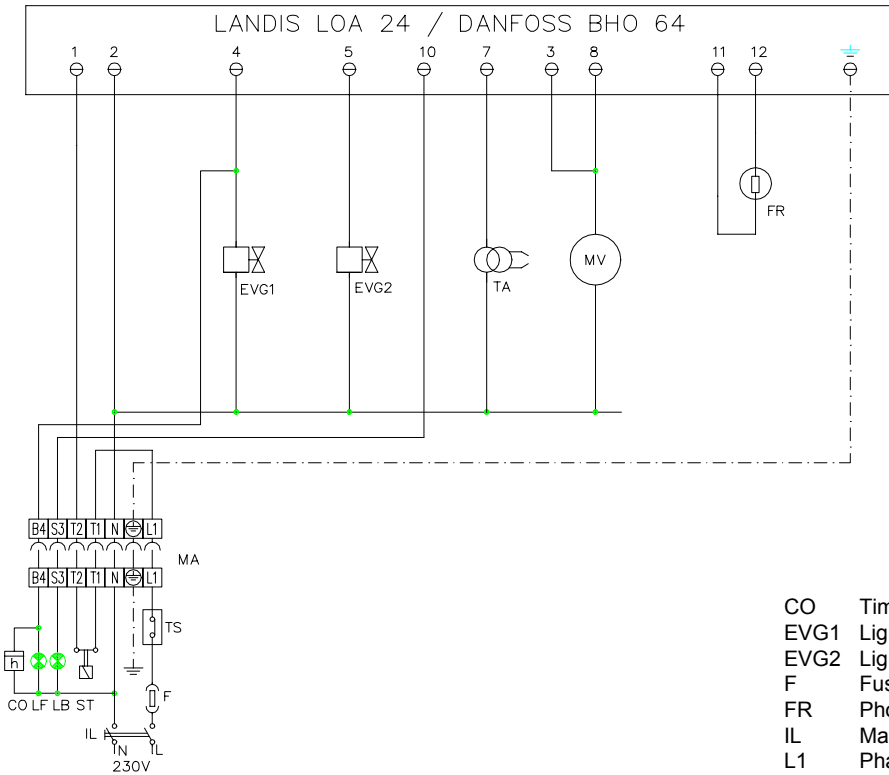 LANDIS LOA 24 / DANFOSS BHO 64
1 2 4 5 10 7 3 8 11 12
FR
MV
EVG1 EVG2 TA
B4 S3 T2 T1 N L1
MA
B4 S3 T2 T1 N L1
TS
h
CO LF LB ST F
IL
N L
230V
CO
EVG1
EVG2
F
FR
IL
L1